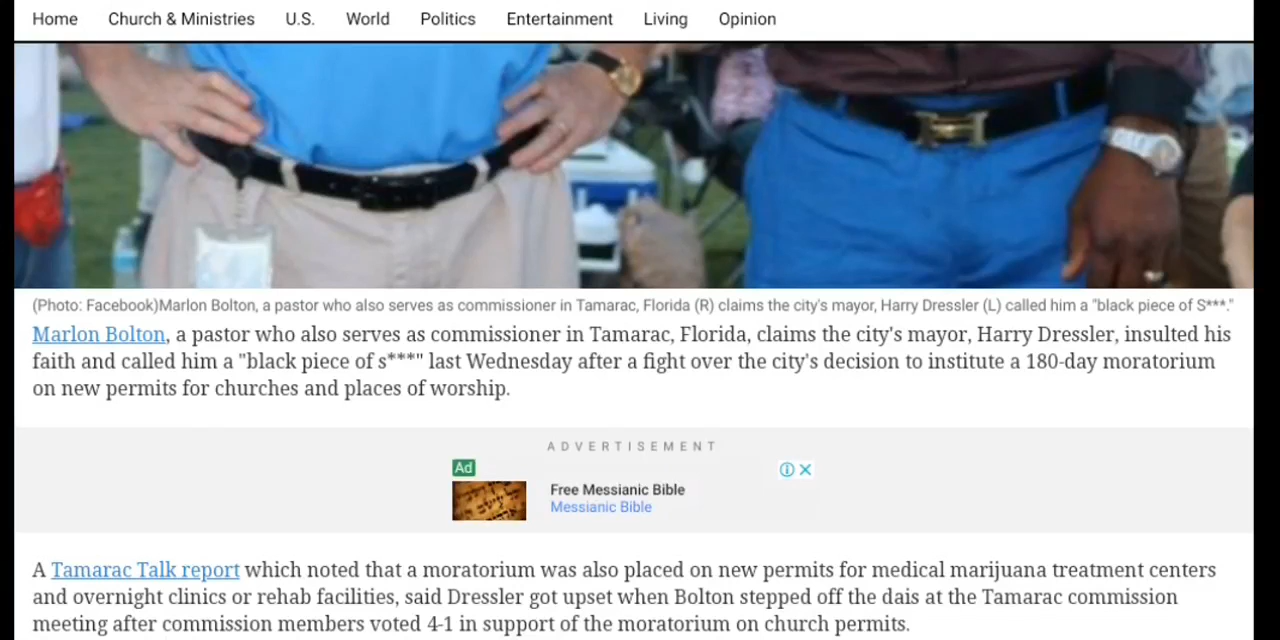 Home Church & Ministries U.S. World Politics Entertainment Living Opinion
(Photo: Facebook)Marlon Bolton, a pastor who also serves as commissioner in Tamarac, Florida (R) claims the city's mayor, Harry Dressler (L) called him a "black piece of S***."
Marlon Bolton, a pastor who also serves as commissioner in Tamarac, Florida, claims the city's mayor, Harry Dressler, insulted his
faith and called him a "black piece of s***" last Wednesday after a fight over the city's decision to institute a 180-day moratorium
on new permits for churches and places of worship.
ADVERTISEMENT
Ad
Free Messianic Bible
Messianic Bible
A Tamarac Talk report which noted that a moratorium was also placed on new permits for medical marijuana treatment centers
and overnight clinics or rehab facilities, said Dressler got upset when Bolton stepped off the dais at the Tamarac commission
meeting after commission members voted 4-1 in support of the moratorium on church permits.